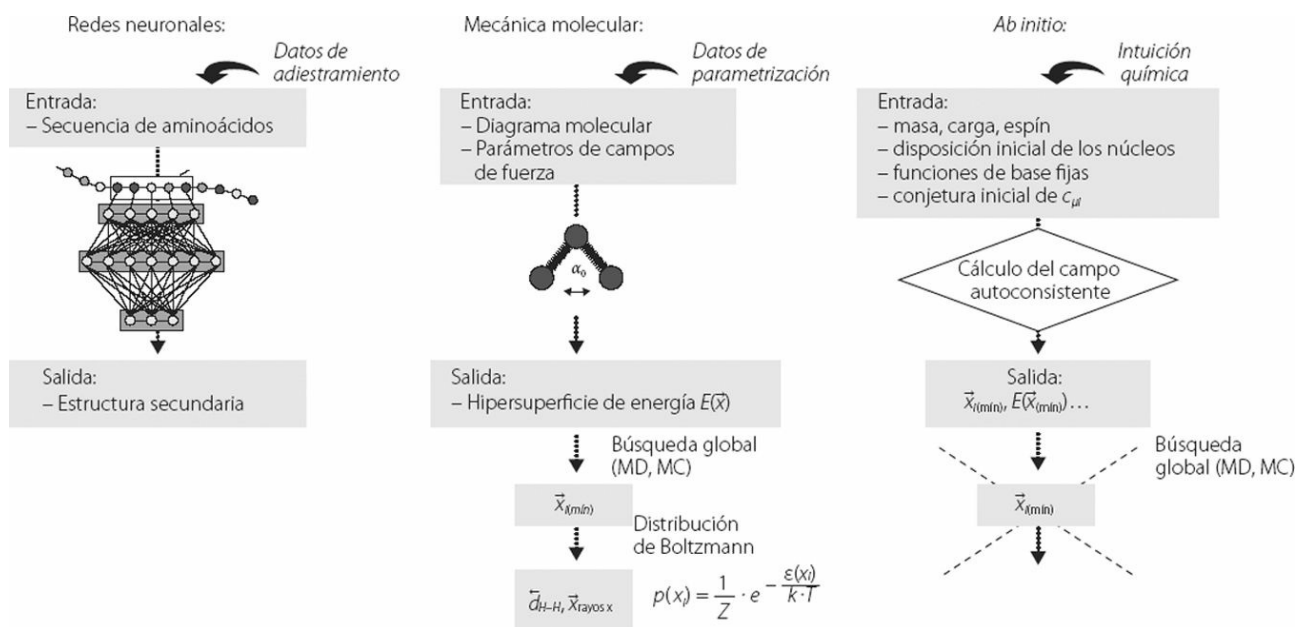 Redes neuronales:
Datos de
adiestramiento
Entrada:
– Secuencia de aminoácidos
Salida:
– Estructura secundaria
Mecánica molecular:
Datos de
parametrización
Entrada:
– Diagrama molecular
– Parámetros de campos
de fuerza
α₀
Salida:
– Hipersuperficie de energía E(x⃗)
Búsqueda global
(MD, MC)
x⃗ᵢ(mín)
Distribución
de Boltzmann
d⃖H–H, x⃗rayos x
p(xᵢ) = 1/Z · e^(– ε(xᵢ)/k·T)
Ab initio:
Intuición
química
Entrada:
– masa, carga, espín
– disposición inicial de los núcleos
– funciones de base fijas
– conjetura inicial de cμi
Cálculo del campo
autoconsistente
Salida:
x⃗ᵢ(mín), E(x⃗(mín))...
Búsqueda
global (MD, MC)
x⃗ᵢ(mín)